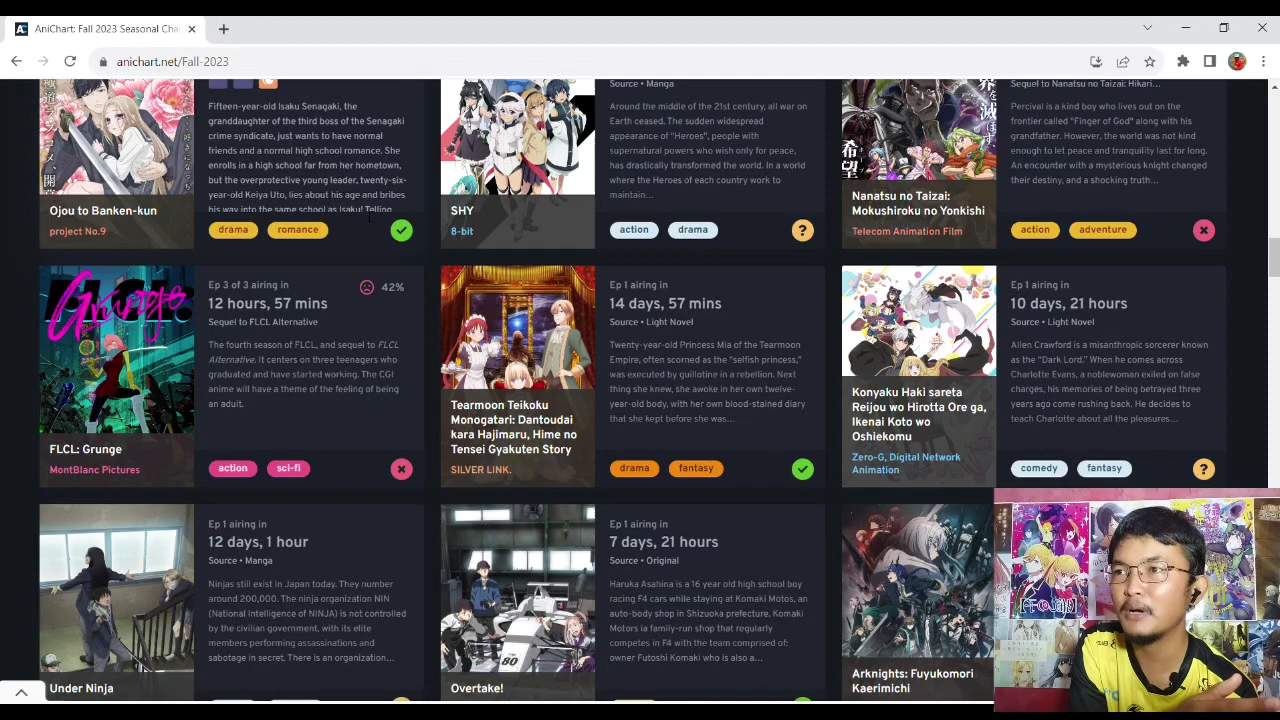 AniChart: Fall 2023 Seasonal Cha
anichart.net/Fall-2023
Fifteen-year-old Isaku Senagaki, the
granddaughter of the third boss of the Senagaki
crime syndicate, just wants to have normal
friends and a normal high school romance. She
enrolls in a high school far from her hometown,
but the overprotective young leader, twenty-six-
year-old Keiya Uto, lies about his age and bribes
his way into the same school as Isaku! Telling
Ojou to Banken-kun
project No.9
drama
romance
Source • Manga
Around the middle of the 21st century, all war on
Earth ceased. The sudden widespread
appearance of "Heroes", people with
supernatural powers who wish only for peace,
has drastically transformed the world. In a world
where the Heroes of each country work to
maintain...
SHY
8-bit
action
drama
?
Sequel to Nanatsu no Taizai: Hikari...
Percival is a kind boy who lives out on the
frontier called "Finger of God" along with his
grandfather. However, the world was not kind
enough to let peace and tranquility last for long.
An encounter with a mysterious knight changed
their destiny, and a shocking truth...
Nanatsu no Taizai:
Mokushiroku no Yonkishi
Telecom Animation Film
action
adventure
Grunge
Ep 3 of 3 airing in
42%
12 hours, 57 mins
Sequel to FLCL Alternative
The fourth season of FLCL, and sequel to FLCL
Alternative. It centers on three teenagers who
graduated and have started working. The CGI
anime will have a theme of the feeling of being
an adult.
FLCL: Grunge
MontBlanc Pictures
action
sci-fi
Ep 1 airing in
14 days, 57 mins
Source • Light Novel
Twenty-year-old Princess Mia of the Tearmoon
Empire, often scorned as the "selfish princess,"
was executed by guillotine in a rebellion. Next
thing she knew, she awoke in her own twelve-
year-old body, with her own blood-stained diary
that she kept before she was...
Tearmoon Teikoku
Monogatari: Dantoudai
kara Hajimaru, Hime no
Tensei Gyakuten Story
SILVER LINK.
drama
fantasy
Ep 1 airing in
10 days, 21 hours
Source • Light Novel
Allen Crawford is a misanthropic sorcerer known
as the “Dark Lord.” When he comes across
Charlotte Evans, a noblewoman exiled on false
charges, his memories of being betrayed three
years ago come rushing back. He decides to
teach Charlotte about all the pleasures...
Konyaku Haki sareta
Reijou wo Hirotta Ore ga,
Ikenai Koto wo
Oshiekomu
Zero-G, Digital Network
Animation
comedy
fantasy
?
Ep 1 airing in
12 days, 1 hour
Source • Manga
Ninjas still exist in Japan today. They number
around 200,000. The ninja organization NIN
(National Intelligence of NINJA) is not controlled
by the civilian government, with its elite
members performing assassinations and
sabotage in secret. There is an organization...
Under Ninja
Ep 1 airing in
7 days, 21 hours
Source • Original
Haruka Asahina is a 16 year old high school boy
racing F4 cars while staying at Komaki Motos, an
auto-body shop in Shizuoka prefecture. Komaki
Motors ia family-run shop that regularly
competes in F4 with the team comprised of:
owner Futoshi Komaki who is also a...
80
Overtake!
Arknights: Fuyukomori
Kaerimichi